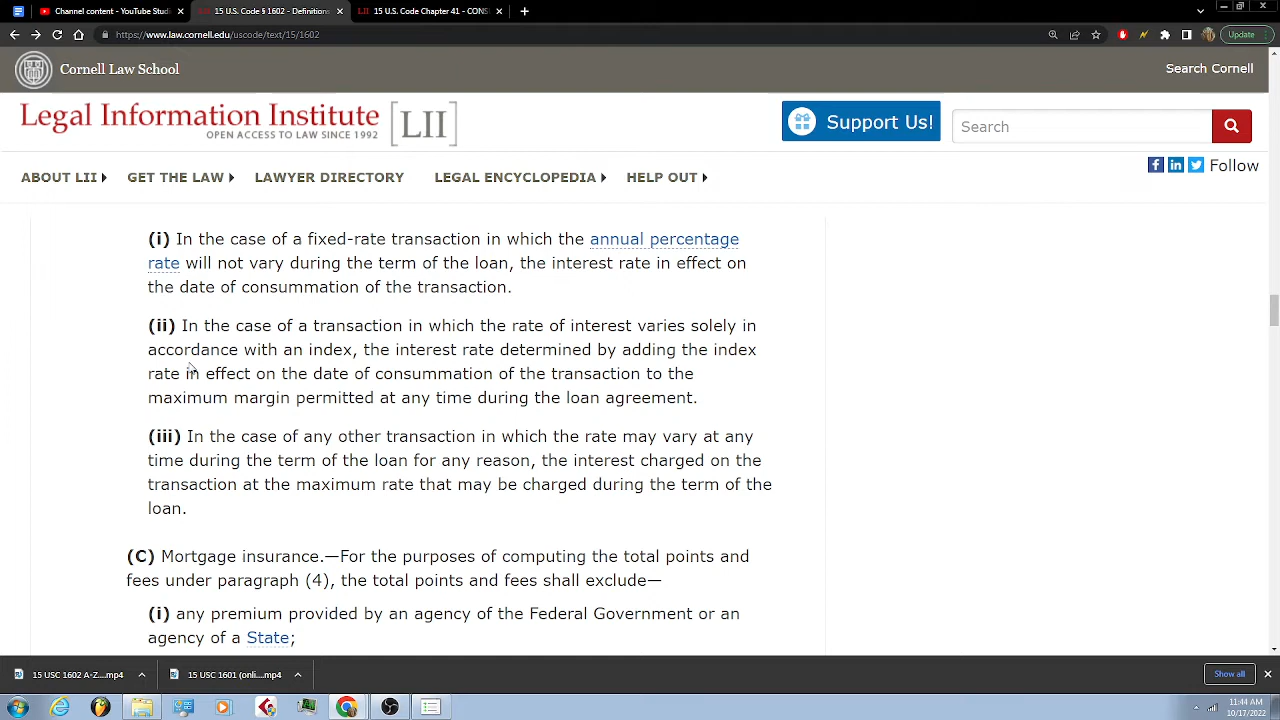 Channel content - YouTube Studi
15 U.S. Code § 1602 - Definitions
LII
15 U.S. Code Chapter 41 - CONS
https://www.law.cornell.edu/uscode/text/15/1602
Update
Cornell Law School
Search Cornell
Legal Information Institute
OPEN ACCESS TO LAW SINCE 1992
[LII]
Support Us!
Search
ABOUT LII
GET THE LAW
LAWYER DIRECTORY
LEGAL ENCYCLOPEDIA
HELP OUT
Follow
(i) In the case of a fixed-rate transaction in which the annual percentage
rate will not vary during the term of the loan, the interest rate in effect on
the date of consummation of the transaction.
(ii) In the case of a transaction in which the rate of interest varies solely in
accordance with an index, the interest rate determined by adding the index
rate in effect on the date of consummation of the transaction to the
maximum margin permitted at any time during the loan agreement.
(iii) In the case of any other transaction in which the rate may vary at any
time during the term of the loan for any reason, the interest charged on the
transaction at the maximum rate that may be charged during the term of the
loan.
(C) Mortgage insurance.—For the purposes of computing the total points and
fees under paragraph (4), the total points and fees shall exclude—
(i) any premium provided by an agency of the Federal Government or an
agency of a State;
15 USC 1602 A-Z....mp4
15 USC 1601 (onli....mp4
Show all
11:44 AM
10/17/2022